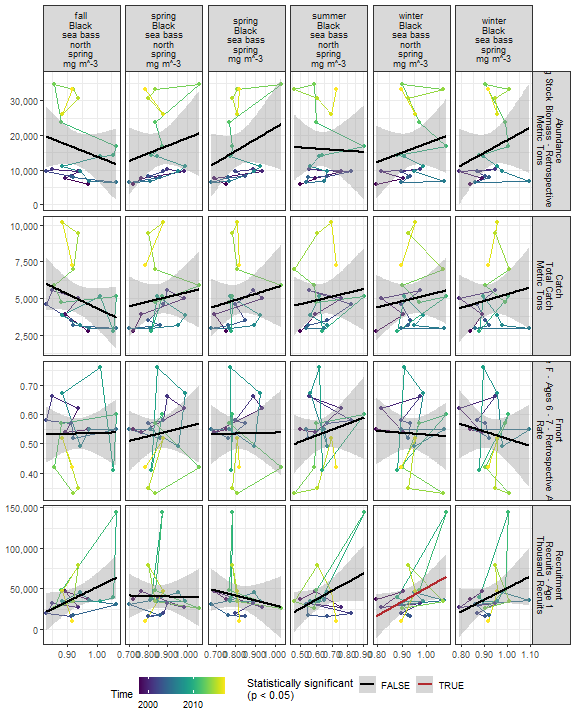 fall
Black
sea bass
north
spring
mg m^-3
spring
Black
sea bass
north
spring
mg m^-3
spring
Black
sea bass
spring
mg m^-3
summer
Black
sea bass
north
spring
mg m^-3
winter
Black
sea bass
north
spring
mg m^-3
winter
Black
sea bass
spring
mg m^-3
30,000
20,000
10,000
0
Abundance
Stock Biomass - Retrospective
Metric Tons
10,000
7,500
5,000
2,500
Catch
Total Catch
Metric Tons
0.70
0.60
0.50
0.40
Fmort
F - Ages 6 - 7 - Retrospective A
Rate
150,000
100,000
50,000
0
Recruitment
Recruits - Age 1
Thousand Recruits
0.90 1.00
0.700 0.800 0.900 1.000
0.700 0.800 0.900 1.000
0.50 0.60 0.70 0.80 0.90
0.80 0.90 1.00
0.80 0.90 1.00 1.10
Time
2000 2010
Statistically significant
(p < 0.05)
FALSE
TRUE